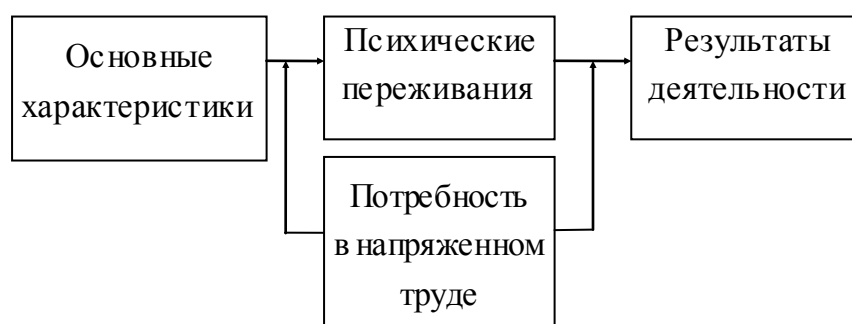 Основные
характеристики
Психические
переживания
Результаты
деятельности
Потребность
в напряженном
труде